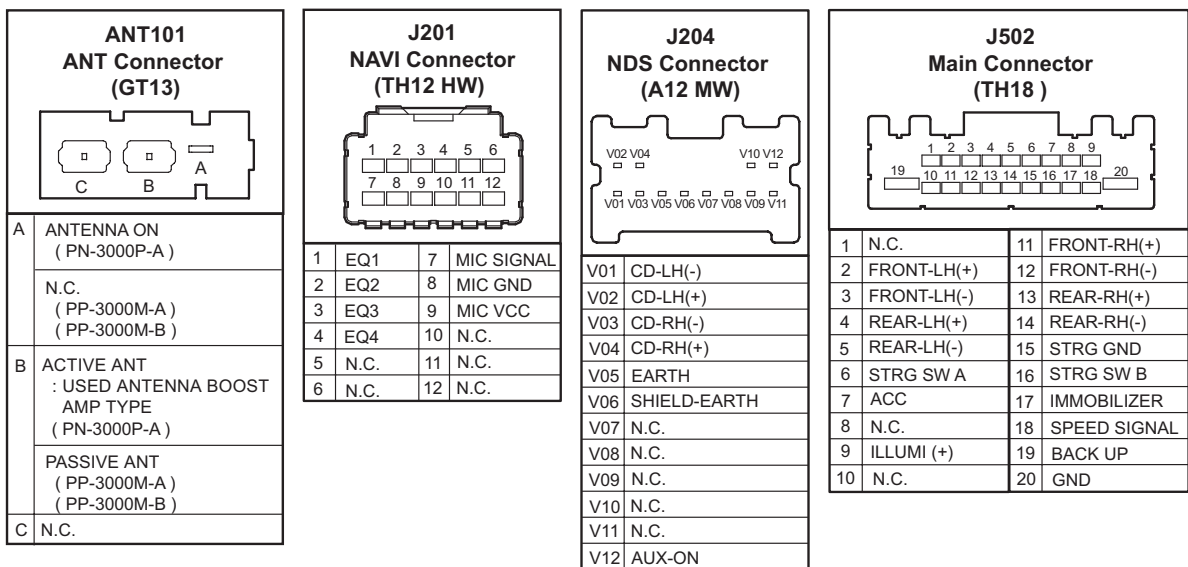 ANT101
ANT Connector
(GT13)
A
C B
A ANTENNA ON
( PN-3000P-A )
N.C.
( PP-3000M-A )
( PP-3000M-B )
B ACTIVE ANT
: USED ANTENNA BOOST
AMP TYPE
( PN-3000P-A )
PASSIVE ANT
( PP-3000M-A )
( PP-3000M-B )
C N.C.
J201
NAVI Connector
(TH12 HW)
1 2 3 4 5 6
7 8 9 10 11 12
1 EQ1 7 MIC SIGNAL
2 EQ2 8 MIC GND
3 EQ3 9 MIC VCC
4 EQ4 10 N.C.
5 N.C. 11 N.C.
6 N.C. 12 N.C.
J204
NDS Connector
(A12 MW)
V02 V04 V10 V12
V01 V03 V05 V06 V07 V08 V09 V11
V01 CD-LH(-)
V02 CD-LH(+)
V03 CD-RH(-)
V04 CD-RH(+)
V05 EARTH
V06 SHIELD-EARTH
V07 N.C.
V08 N.C.
V09 N.C.
V10 N.C.
V11 N.C.
V12 AUX-ON
J502
Main Connector
(TH18 )
1 2 3 4 5 6 7 8 9
19 10 11 12 13 14 15 16 17 18 20
1 N.C. 11 FRONT-RH(+)
2 FRONT-LH(+) 12 FRONT-RH(-)
3 FRONT-LH(-) 13 REAR-RH(+)
4 REAR-LH(+) 14 REAR-RH(-)
5 REAR-LH(-) 15 STRG GND
6 STRG SW A 16 STRG SW B
7 ACC 17 IMMOBILIZER
8 N.C. 18 SPEED SIGNAL
9 ILLUMI (+) 19 BACK UP
10 N.C. 20 GND